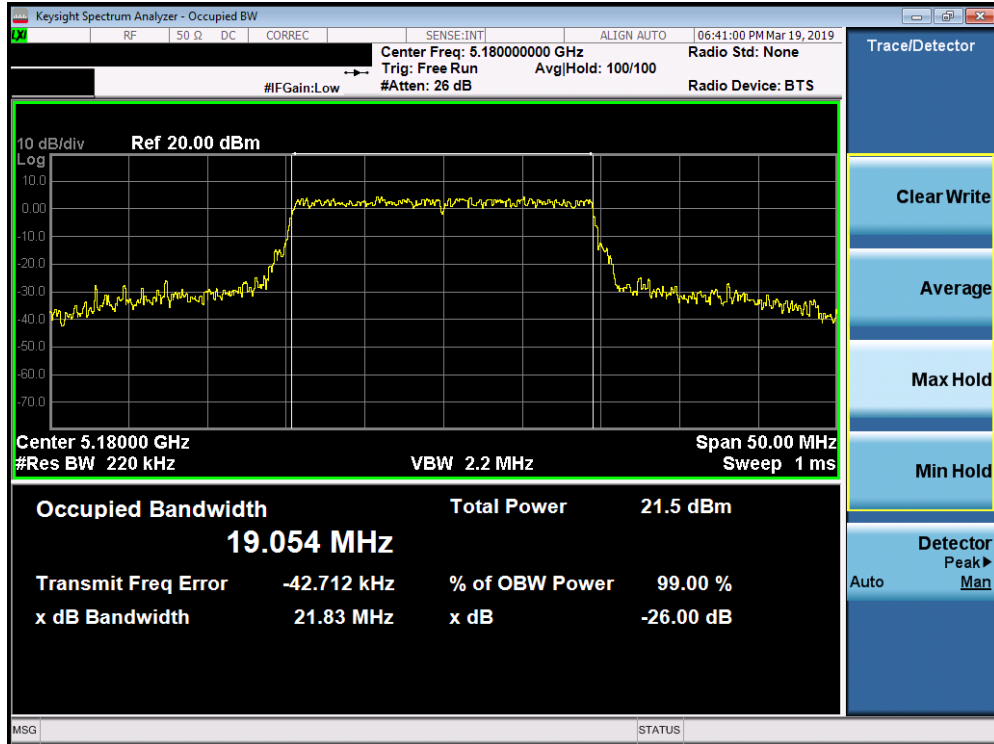 Keysight Spectrum Analyzer - Occupied BW
LXI RF 50 Ω DC CORREC SENSE:INT ALIGN AUTO 06:41:00 PM Mar 19, 2019
Center Freq: 5.180000000 GHz Radio Std: None
Trig: Free Run Avg|Hold: 100/100
#IFGain:Low #Atten: 26 dB Radio Device: BTS
Trace/Detector
10 dB/div Ref 20.00 dBm
Log
10.0
0.00
-10.0
-20.0
-30.0
-40.0
-50.0
-60.0
-70.0
Center 5.18000 GHz Span 50.00 MHz
#Res BW 220 kHz VBW 2.2 MHz Sweep 1 ms
Occupied Bandwidth Total Power 21.5 dBm
19.054 MHz
Transmit Freq Error -42.712 kHz % of OBW Power 99.00 %
x dB Bandwidth 21.83 MHz x dB -26.00 dB
Clear Write
Average
Max Hold
Min Hold
Detector
Peak▶
Auto Man
MSG STATUS